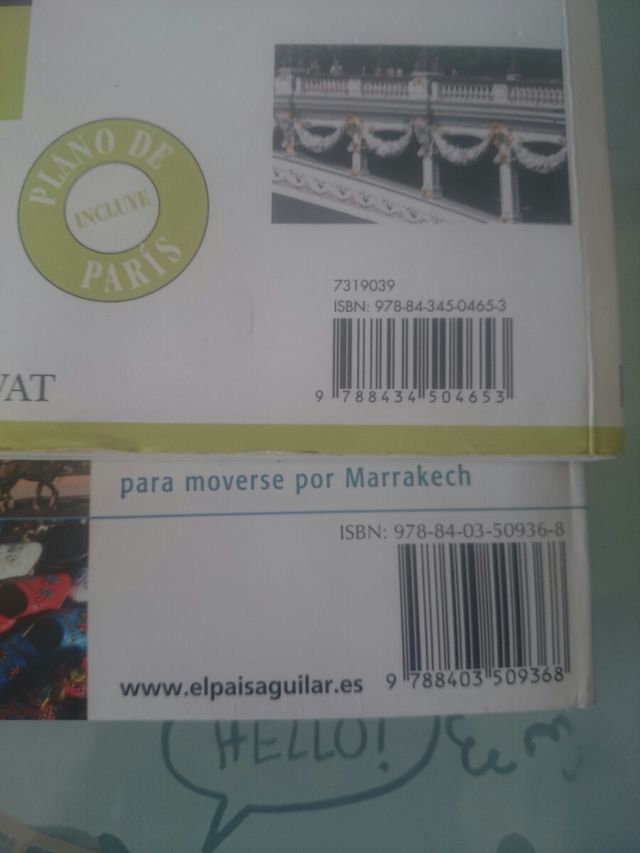 PLANO DE
INCLUYE
PARÍS
7319039
ISBN: 978-84-345-0465-3
9 788434 504653
VAT
para moverse por Marrakech
ISBN: 978-84-03-50936-8
www.elpaisaguilar.es
9 788403 509368
HELLO!